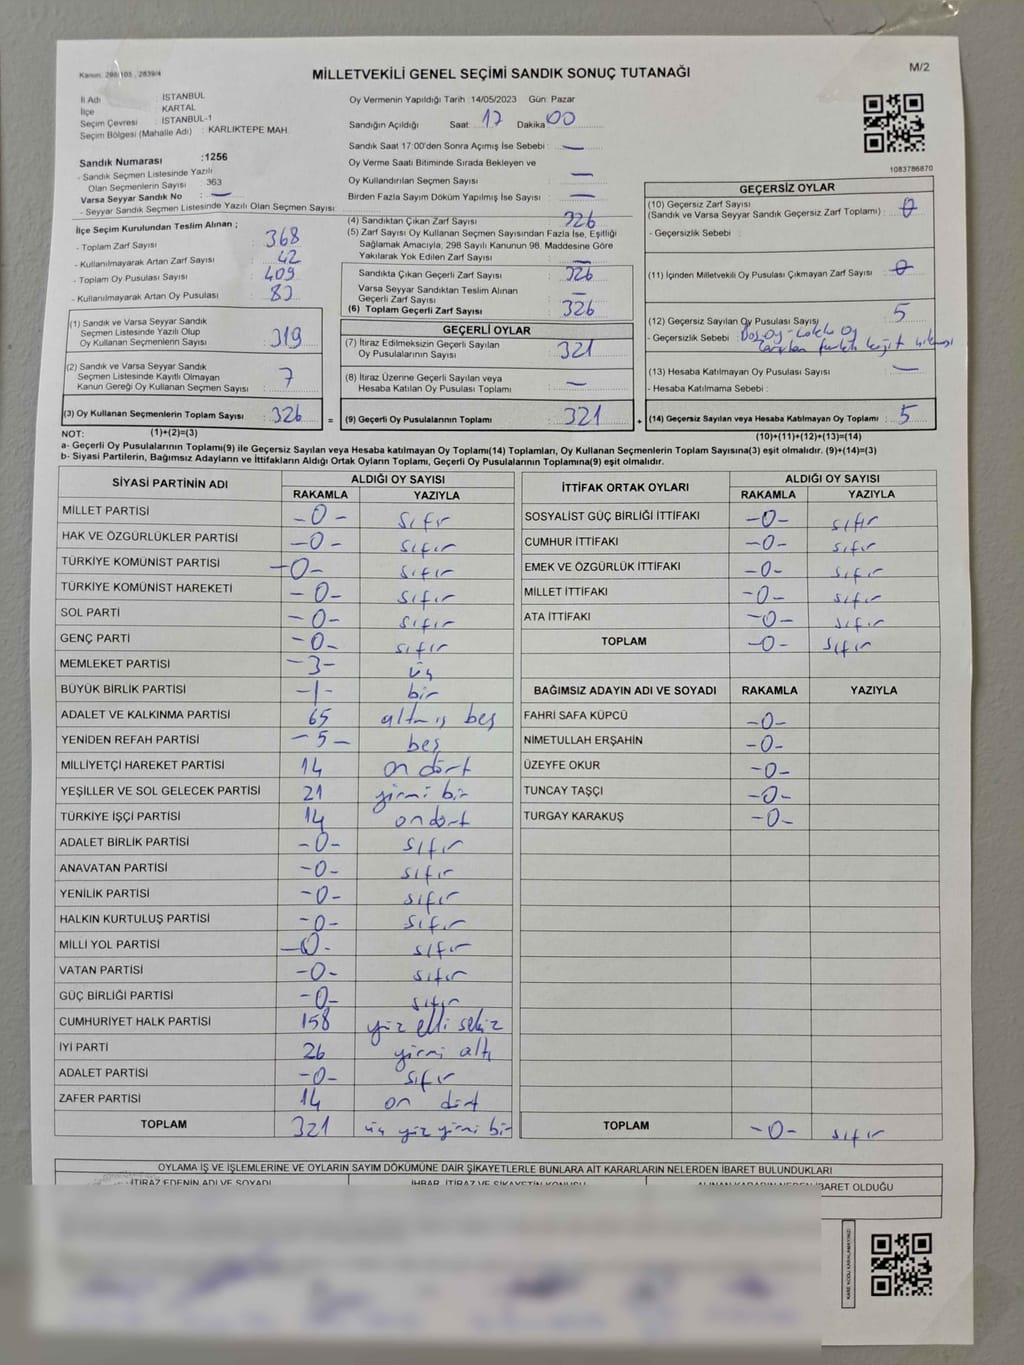 Kanun: 298/105 , 2839/4
MİLLETVEKİLİ GENEL SEÇİMİ SANDIK SONUÇ TUTANAĞI
M/2
İl Adı : İSTANBUL
İlçe : KARTAL
Seçim Çevresi : İSTANBUL-1
Seçim Bölgesi (Mahalle Adı) : KARLIKTEPE MAH.
Sandık Numarası :1256
- Sandık Seçmen Listesinde Yazılı
Olan Seçmenlerin Sayısı 363
Varsa Seyyar Sandık No : —
- Seyyar Sandık Seçmen Listesinde Yazılı Olan Seçmen Sayısı:
İlçe Seçim Kurulundan Teslim Alınan ;
- Toplam Zarf Sayısı : 368
- Kullanılmayarak Artan Zarf Sayısı : 42
- Toplam Oy Pusulası Sayısı : 409
- Kullanılmayarak Artan Oy Pusulası :
(1) Sandık ve Varsa Seyyar Sandık
Seçmen Listesinde Yazılı Olup
Oy Kullanan Seçmenlerin Sayısı : 319
(2) Sandık ve Varsa Seyyar Sandık
Seçmen Listesinde Kayıtlı Olmayan
Kanun Gereği Oy Kullanan Seçmen Sayısı : 7
(3) Oy Kullanan Seçmenlerin Toplam Sayısı : 326
Oy Vermenin Yapıldığı Tarih :14/05/2023 Gün: Pazar
Sandığın Açıldığı Saat: 17 Dakika: 00
Sandık Saat 17:00'den Sonra Açımış İse Sebebi : —
Oy Verme Saati Bitiminde Sırada Bekleyen ve
Oy Kullandırılan Seçmen Sayısı : —
Birden Fazla Sayım Döküm Yapılmış İse Sayısı : —
(4) Sandıktan Çıkan Zarf Sayısı : 326
(5) Zarf Sayısı Oy Kullanan Seçmen Sayısından Fazla İse, Eşitliği
Sağlamak Amacıyla, 298 Sayılı Kanunun 98. Maddesine Göre
Yakılarak Yok Edilen Zarf Sayısı :
Sandıkta Çıkan Geçerli Zarf Sayısı : 326
Varsa Seyyar Sandıktan Teslim Alınan
Geçerli Zarf Sayısı : —
(6) Toplam Geçerli Zarf Sayısı : 326
GEÇERLİ OYLAR
(7) İtiraz Edilmeksizin Geçerli Sayılan
Oy Pusulalarının Sayısı : 321
(8) İtiraz Üzerine Geçerli Sayılan veya
Hesaba Katılan Oy Pusulası Toplamı : —
= (9) Geçerli Oy Pusulalarının Toplamı : 321
1083786870
GEÇERSİZ OYLAR
(10) Geçersiz Zarf Sayısı
(Sandık ve Varsa Seyyar Sandık Geçersiz Zarf Toplamı) : 0
- Geçersizlik Sebebi :
(11) İçinden Milletvekili Oy Pusulası Çıkmayan Zarf Sayısı : 0
(12) Geçersiz Sayılan Oy Pusulası Sayısı : 5
- Geçersizlik Sebebi : Boş oy
(13) Hesaba Katılmayan Oy Pusulası Sayısı : —
- Hesaba Katılmama Sebebi :
+ (14) Geçersiz Sayılan veya Hesaba Katılmayan Oy Toplamı : 5
NOT: (1)+(2)=(3)
(10)+(11)+(12)+(13)=(14)
a- Geçerli Oy Pusulalarının Toplamı(9) ile Geçersiz Sayılan veya Hesaba Katılmayan Oy Toplamı(14) Toplamları, Oy Kullanan Seçmenlerin Toplam Sayısına(3) eşit olmalıdır. (9)+(14)=(3)
b- Siyasi Partilerin, Bağımsız Adayların ve İttifakların Aldığı Ortak Oyların Toplamı, Geçerli Oy Pusulalarının Toplamına(9) eşit olmalıdır.
SİYASİ PARTİNİN ADI ALDIĞI OY SAYISI
RAKAMLA YAZIYLA
MİLLET PARTİSİ -0- sıfır
HAK VE ÖZGÜRLÜKLER PARTİSİ -0- sıfır
TÜRKİYE KOMÜNİST PARTİSİ -0- sıfır
TÜRKİYE KOMÜNİST HAREKETİ -0- sıfır
SOL PARTİ -0- sıfır
GENÇ PARTİ -0- sıfır
MEMLEKET PARTİSİ -3- üç
BÜYÜK BİRLİK PARTİSİ -1- bir
ADALET VE KALKINMA PARTİSİ 65 altmış beş
YENİDEN REFAH PARTİSİ -5- beş
MİLLİYETÇİ HAREKET PARTİSİ 14 on dört
YEŞİLLER VE SOL GELECEK PARTİSİ 21 yirmi bir
TÜRKİYE İŞÇİ PARTİSİ 14 on dört
ADALET BİRLİK PARTİSİ -0- sıfır
ANAVATAN PARTİSİ -0- sıfır
YENİLİK PARTİSİ -0- sıfır
HALKIN KURTULUŞ PARTİSİ -0- sıfır
MİLLİ YOL PARTİSİ -0- sıfır
VATAN PARTİSİ -0- sıfır
GÜÇ BİRLİĞİ PARTİSİ -0- sıfır
CUMHURİYET HALK PARTİSİ 158 yüz elli sekiz
İYİ PARTİ 26 yirmi altı
ADALET PARTİSİ -0- sıfır
ZAFER PARTİSİ 14 on dört
TOPLAM 321 üç yüz yirmi bir
İTTİFAK ORTAK OYLARI ALDIĞI OY SAYISI
RAKAMLA YAZIYLA
SOSYALİST GÜÇ BİRLİĞİ İTTİFAKI -0- sıfır
CUMHUR İTTİFAKI -0- sıfır
EMEK VE ÖZGÜRLÜK İTTİFAKI -0- sıfır
MİLLET İTTİFAKI -0- sıfır
ATA İTTİFAKI -0- sıfır
TOPLAM -0- sıfır
BAĞIMSIZ ADAYIN ADI VE SOYADI RAKAMLA YAZIYLA
FAHRİ SAFA KÜPCÜ -0-
NİMETULLAH ERŞAHİN -0-
ÜZEYFE OKUR -0-
TUNCAY TAŞÇI -0-
TURGAY KARAKUŞ -0-
TOPLAM -0- sıfır
OYLAMA İŞ VE İŞLEMLERİNE VE OYLARIN SAYIM DÖKÜMÜNE DAİR ŞİKAYETLERLE BUNLARA AİT KARARLARIN NELERDEN İBARET BULUNDUKLARI
İTİRAZ EDENİN ADI VE SOYADI İHBAR, İTİRAZ VE ŞİKAYETİN KONUSU ALINAN KARARIN NEDEN İBARET OLDUĞU